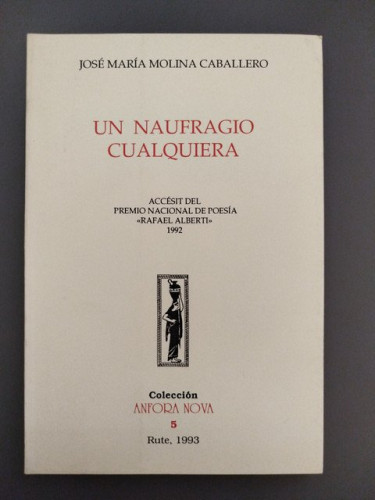 JOSÉ MARÍA MOLINA CABALLERO
UN NAUFRAGIO
CUALQUIERA
ACCÉSIT DEL
PREMIO NACIONAL DE POESÍA
«RAFAEL ALBERTI»
1992
Colección
ANFORA NOVA
5
Rute, 1993